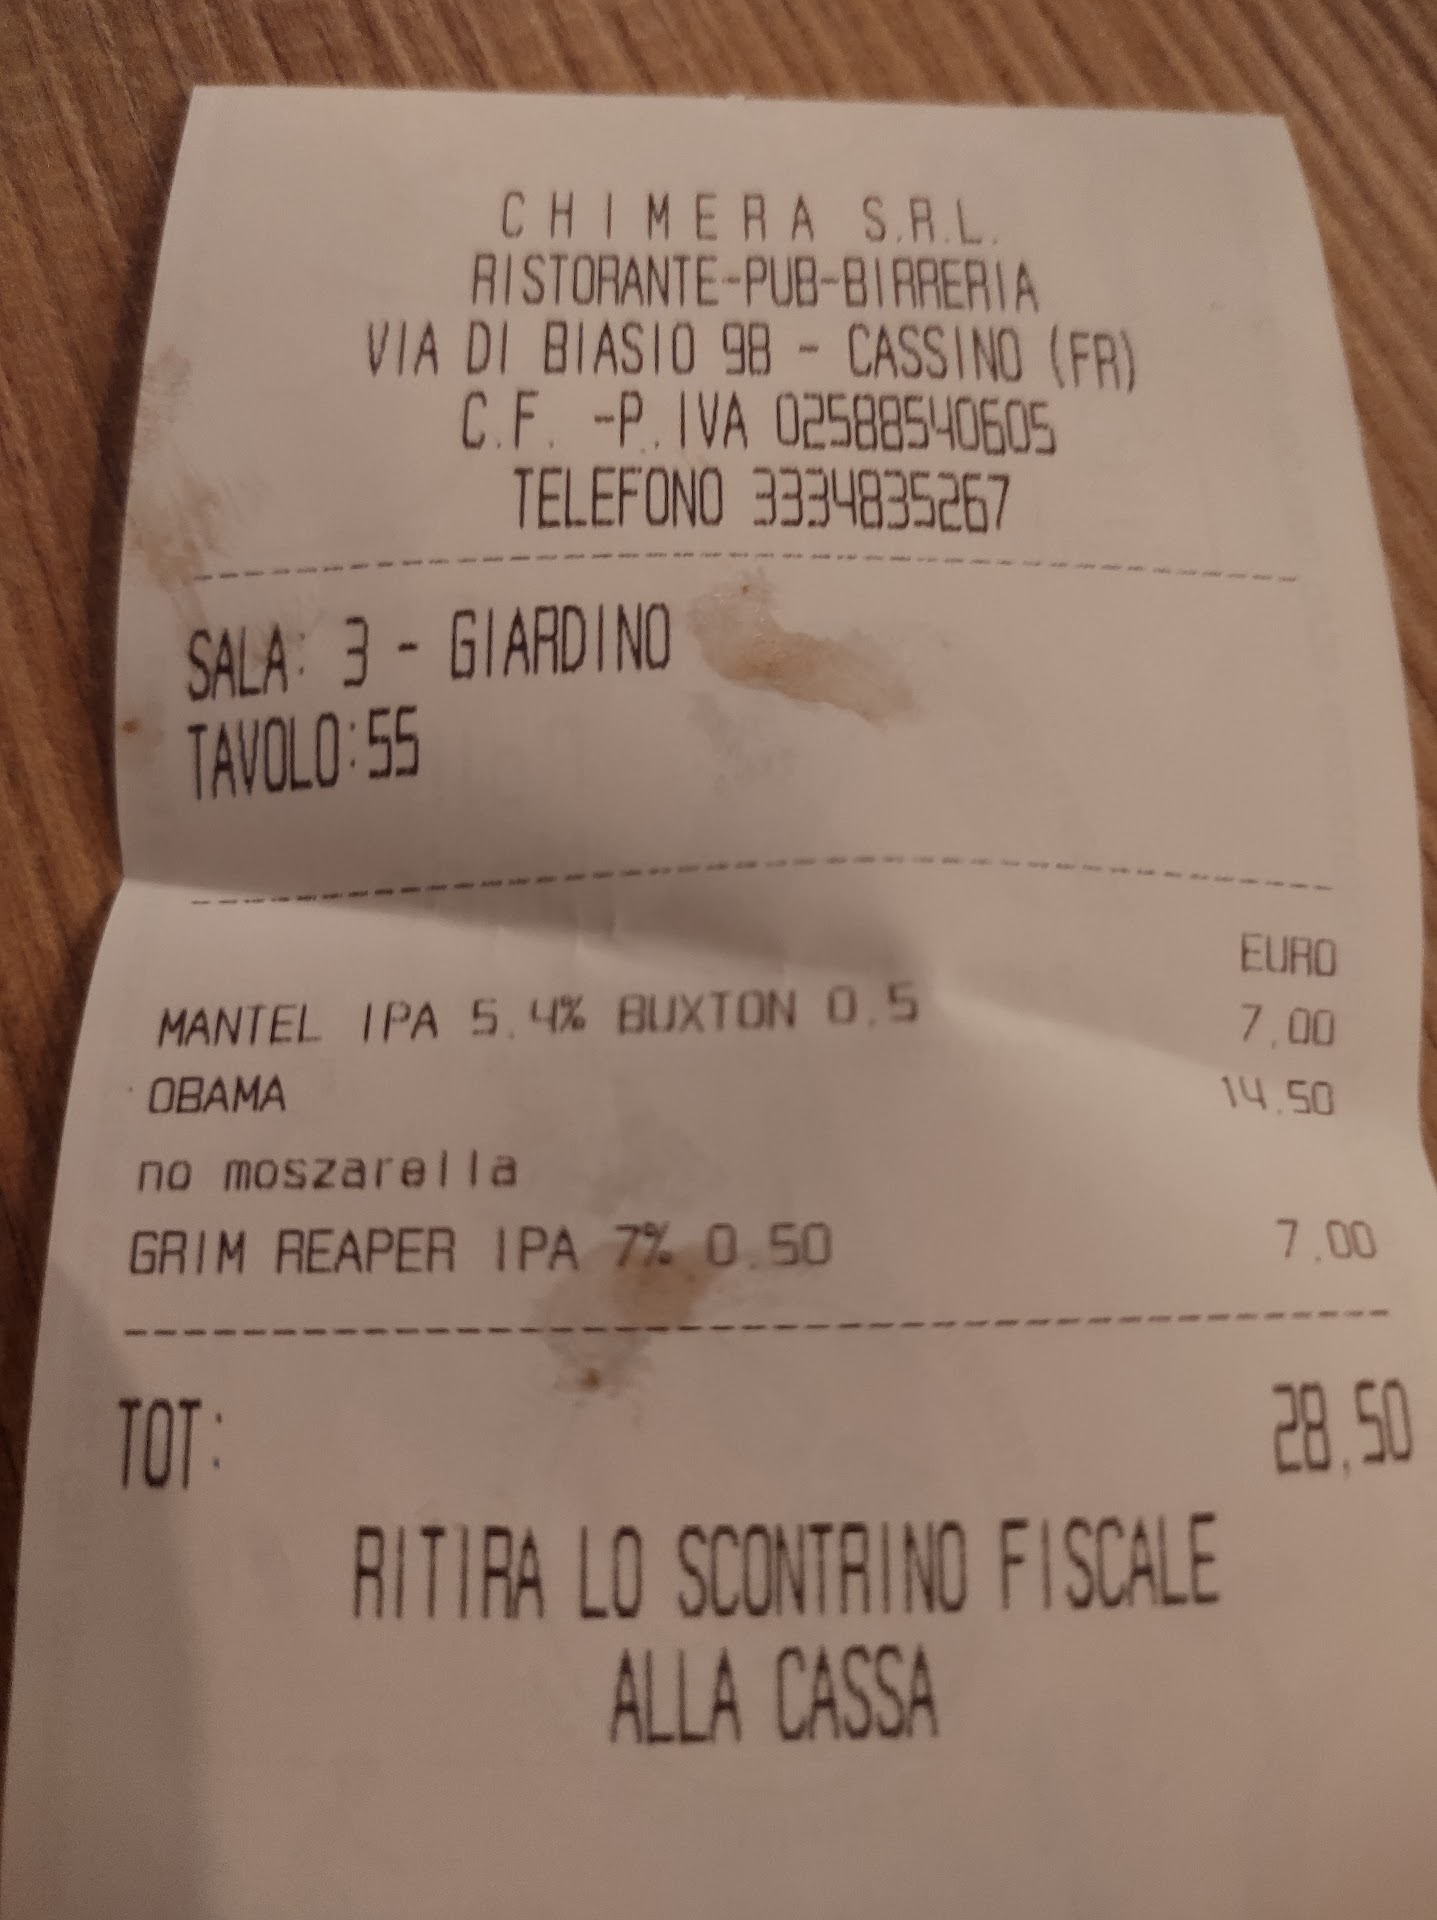 CHIMERA S.R.L.
RISTORANTE-PUB-BIRRERIA
VIA DI BIASIO 98 - CASSINO (FR)
C.F. -P.IVA 02588540605
TELEFONO 3334835267
SALA: 3 - GIARDINO
TAVOLO:55
EURO
MANTEL IPA 5.4% BUXTON 0.5 7,00
OBAMA 14,50
no moszarella
GRIM REAPER IPA 7% 0.50 7,00
TOT: 28,50
RITIRA LO SCONTRINO FISCALE
ALLA CASSA